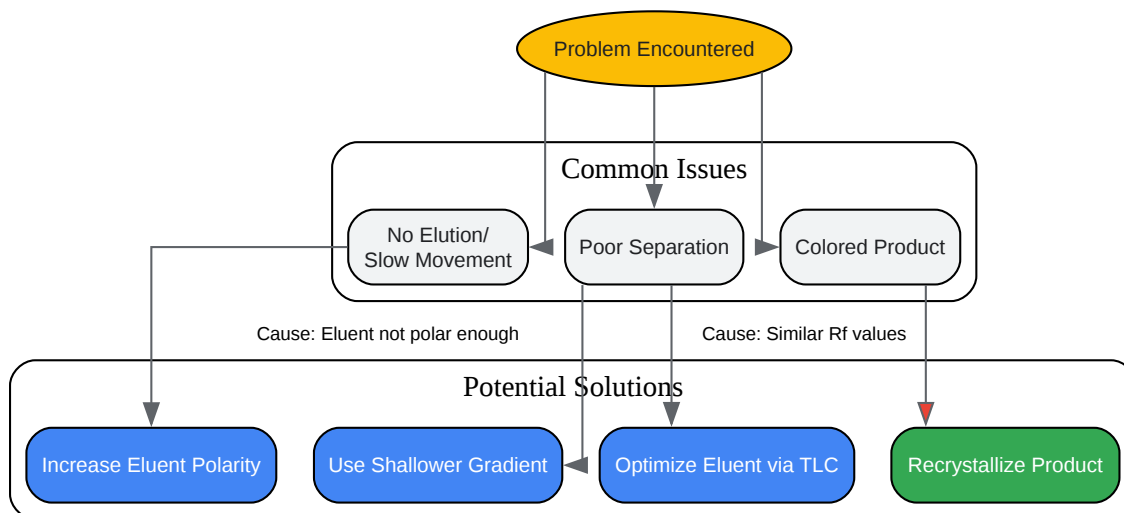 Problem Encountered
Common Issues
No Elution/
Slow Movement
Poor Separation
Colored Product
Cause: Eluent not polar enough
Cause: Similar Rf values
Potential Solutions
Increase Eluent Polarity
Use Shallower Gradient
Optimize Eluent via TLC
Recrystallize Product